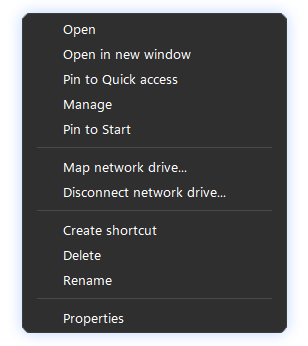 Open
Open in new window
Pin to Quick access
Manage
Pin to Start
Map network drive...
Disconnect network drive...
Create shortcut
Delete
Rename
Properties